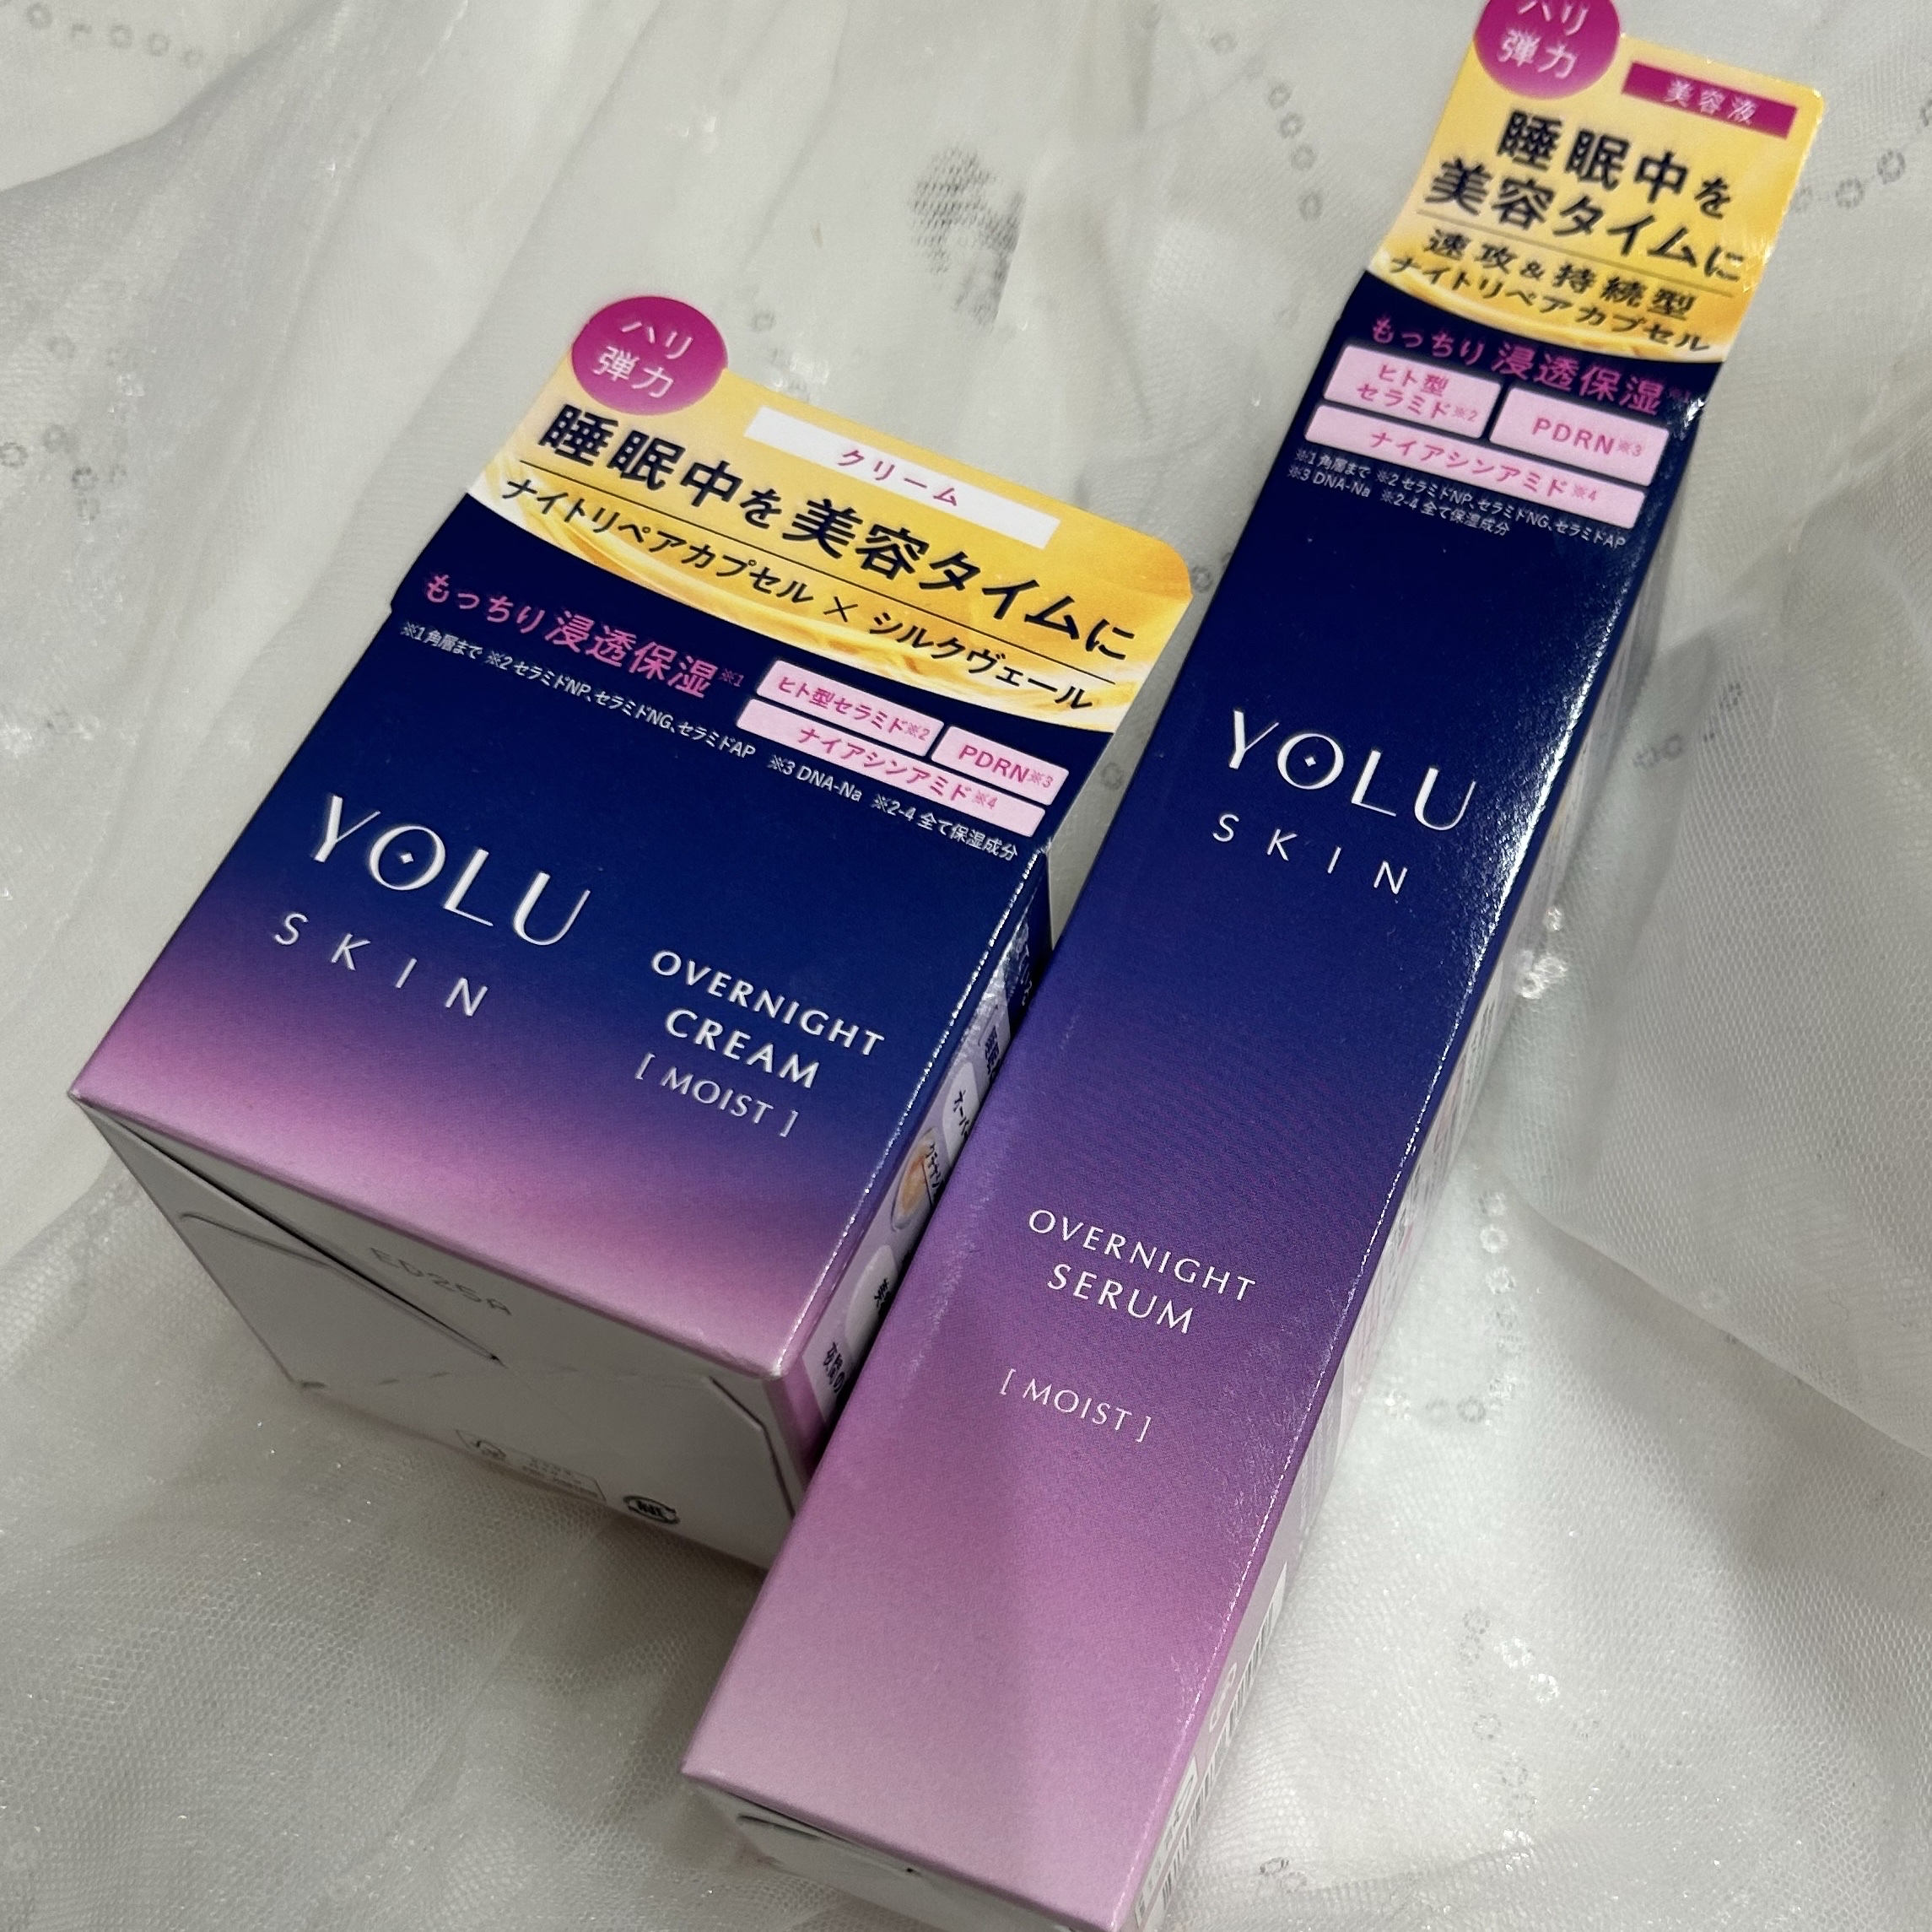 ハリ
弾力
クリーム
睡眠中を美容タイムに
ナイトリペアカプセル × シルクヴェール
もっちり浸透保湿※1
ヒト型セラミド※2
PDRN※3
ナイアシンアミド※4
※1角層まで ※2 セラミドNP、セラミドNG、セラミドAP ※3 DNA-Na ※2-4 全て保湿成分
YOLU
SKIN
OVERNIGHT
CREAM
[ MOIST ]
ハリ
弾力
美容液
睡眠中を
美容タイムに
速攻&持続型
ナイトリペアカプセル
もっちり浸透保湿※1
ヒト型
セラミド※2
PDRN※3
ナイアシンアミド※4
※1角層まで ※2 セラミドNP、セラミドNG、セラミドAP
※3 DNA-Na ※2-4 全て保湿成分
YOLU
SKIN
OVERNIGHT
SERUM
[ MOIST ]